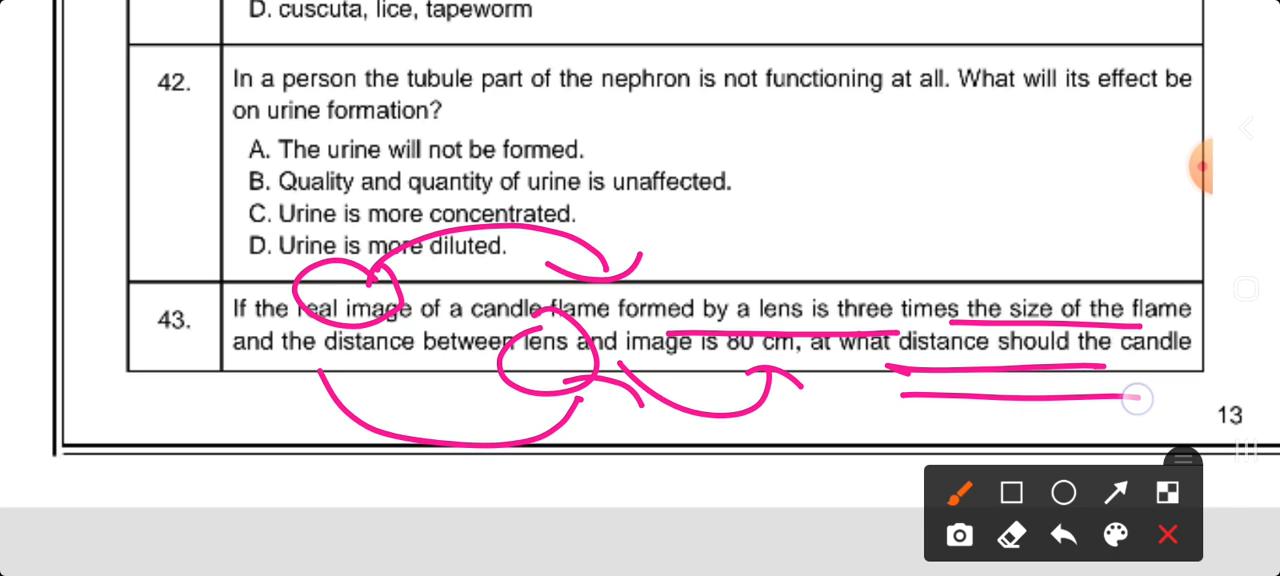 D. cuscuta, lice, tapeworm
42. In a person the tubule part of the nephron is not functioning at all. What will its effect be
on urine formation?
A. The urine will not be formed.
B. Quality and quantity of urine is unaffected.
C. Urine is more concentrated.
D. Urine is more diluted.
43. If the real image of a candle flame formed by a lens is three times the size of the flame
and the distance between lens and image is 80 cm, at what distance should the candle
13